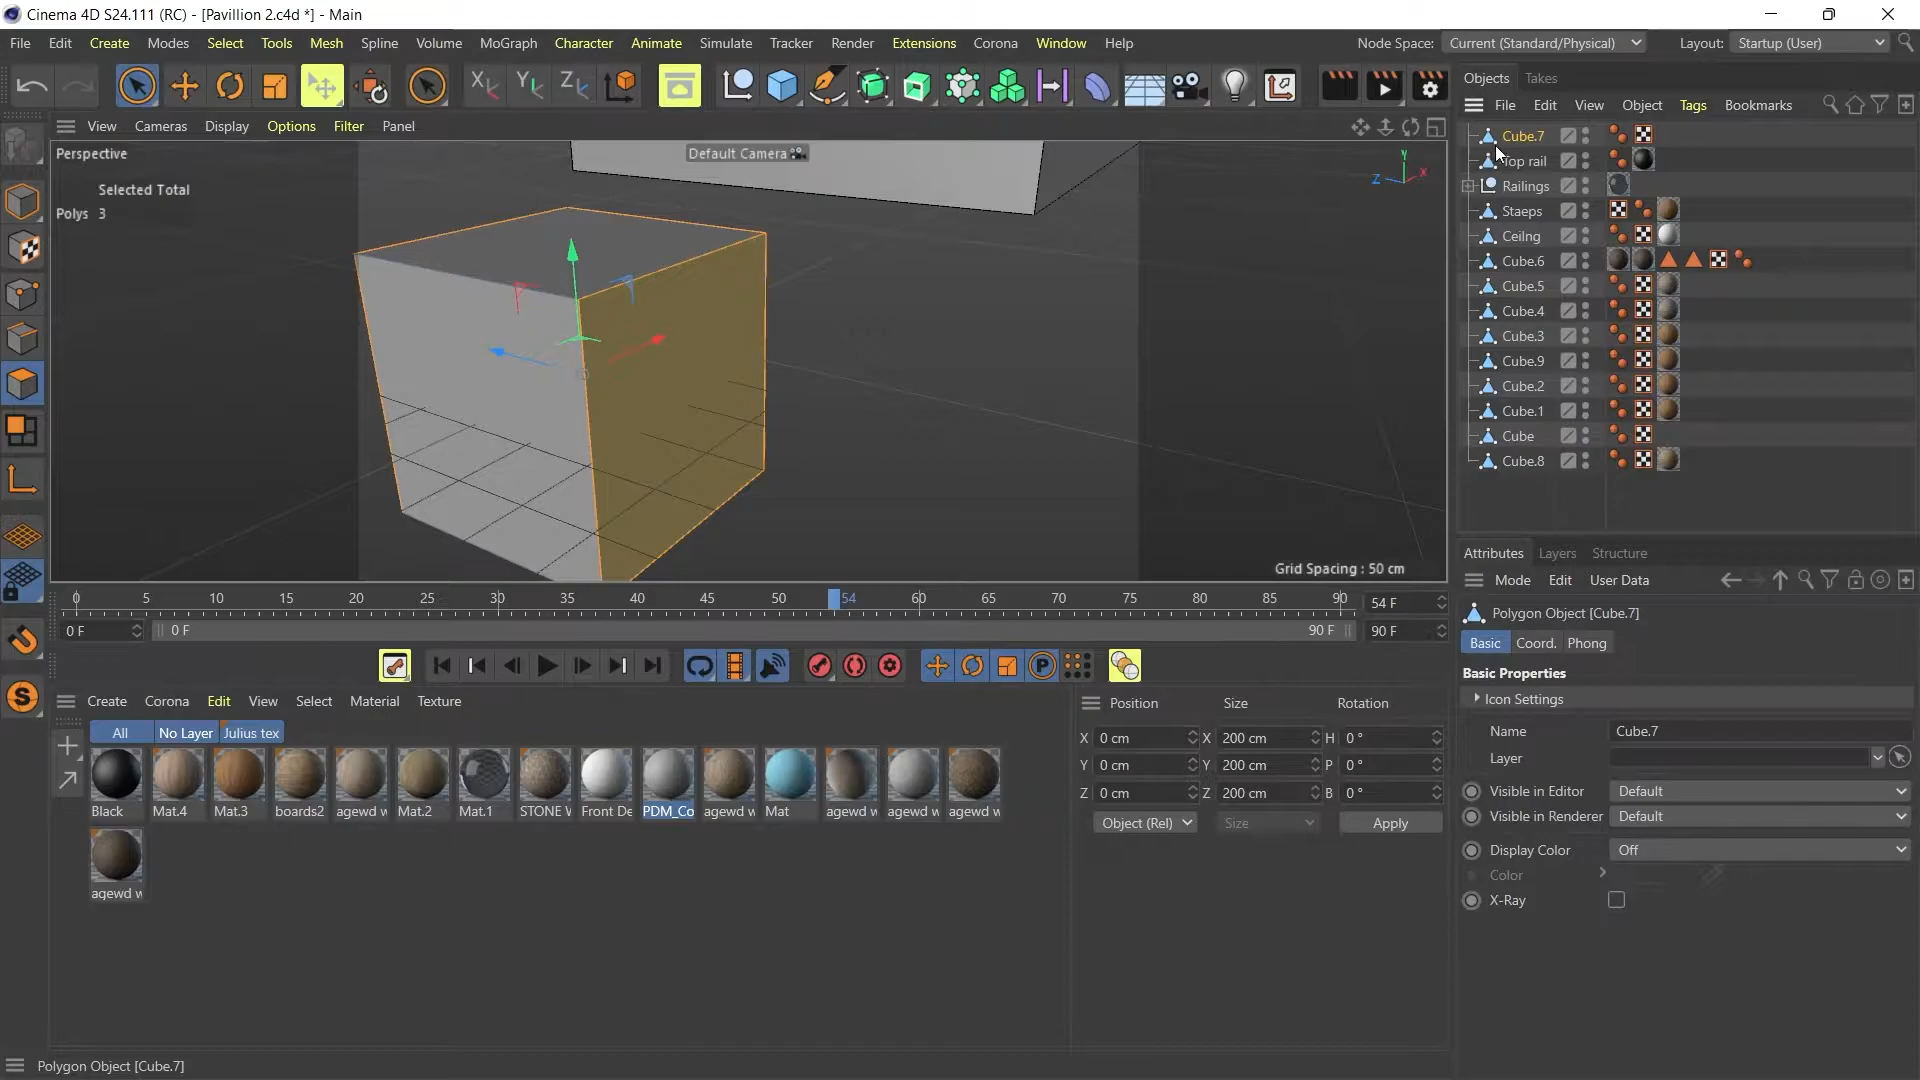 Cinema 4D S24.111 (RC) - [Pavillion 2.c4d *] - Main
File Edit Create Modes Select Tools Mesh Spline Volume MoGraph Character Animate Simulate Tracker Render Extensions Corona Window Help
Node Space: Current (Standard/Physical) Layout: Startup (User)
Objects Takes
File Edit View Object Tags Bookmarks
View Cameras Display Options Filter Panel
Perspective
Default Camera
Selected Total
Polys 3
Y
X
Z
Grid Spacing : 50 cm
Cube.7
Top rail
Railings
Staeps
Ceilng
Cube.6
Cube.5
Cube.4
Cube.3
Cube.9
Cube.2
Cube.1
Cube
Cube.8
0 5 10 15 20 25 30 35 40 45 50 54 60 65 70 75 80 85 90 54 F
0 F 0 F 90 F 90 F
Create Corona Edit View Select Material Texture
All No Layer Julius tex
Black Mat.4 Mat.3 boards2 agewd w Mat.2 Mat.1 STONE V Front De PDM_Co agewd w Mat agewd w agewd w agewd w
agewd w
Position Size Rotation
X 0 cm X 200 cm H 0 °
Y 0 cm Y 200 cm P 0 °
Z 0 cm Z 200 cm B 0 °
Object (Rel) Size Apply
Attributes Layers Structure
Mode Edit User Data
Polygon Object [Cube.7]
Basic Coord. Phong
Basic Properties
Icon Settings
Name Cube.7
Layer
Visible in Editor Default
Visible in Renderer Default
Display Color Off
Color
X-Ray
Polygon Object [Cube.7]